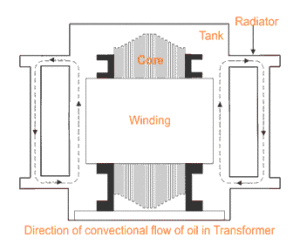 Radiator
Tank
Core
Winding
Direction of convectional flow of oil in Transformer